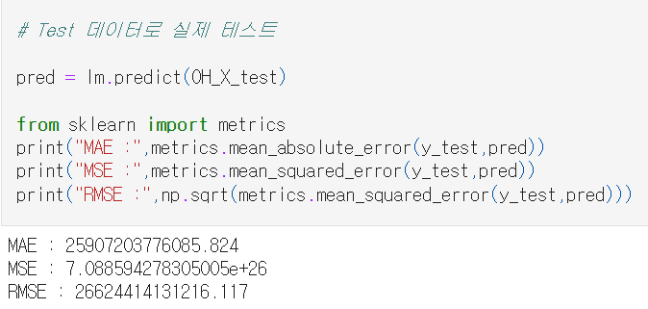 # Test 데이터로 실제 테스트
pred = lm.predict(OH_X_test)
from sklearn import metrics
print("MAE :",metrics.mean_absolute_error(y_test,pred))
print("MSE :",metrics.mean_squared_error(y_test,pred))
print("RMSE :",np.sqrt(metrics.mean_squared_error(y_test,pred)))
MAE : 25907203776085.824
MSE : 7.088594278305005e+26
RMSE : 26624414131216.117